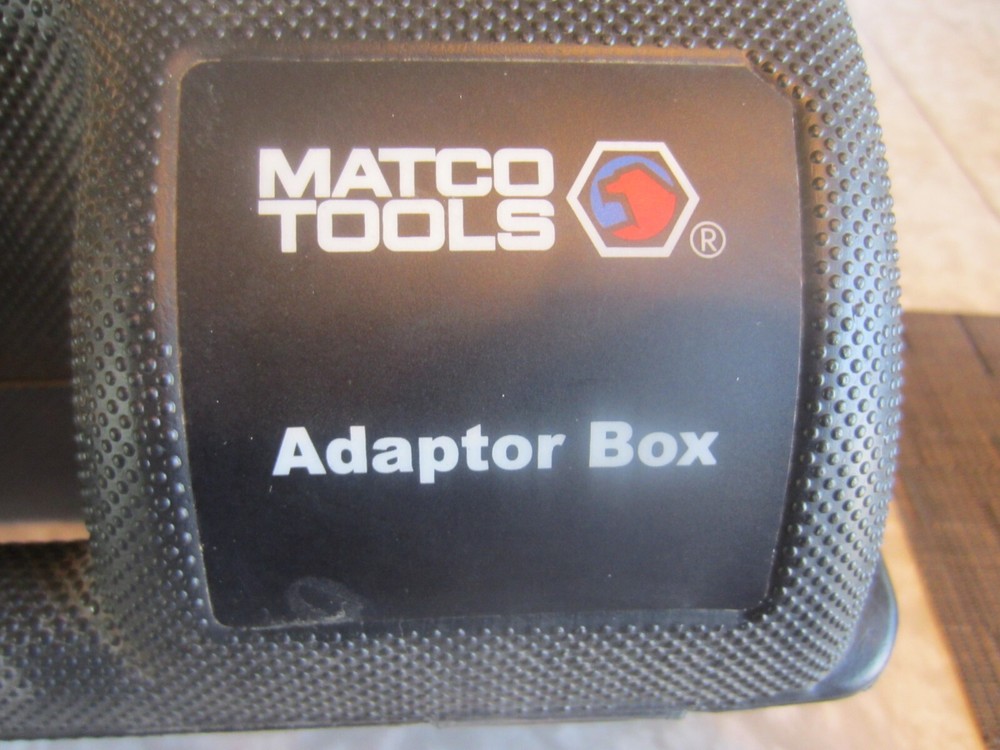 MATCO
TOOLS ®
Adaptor Box